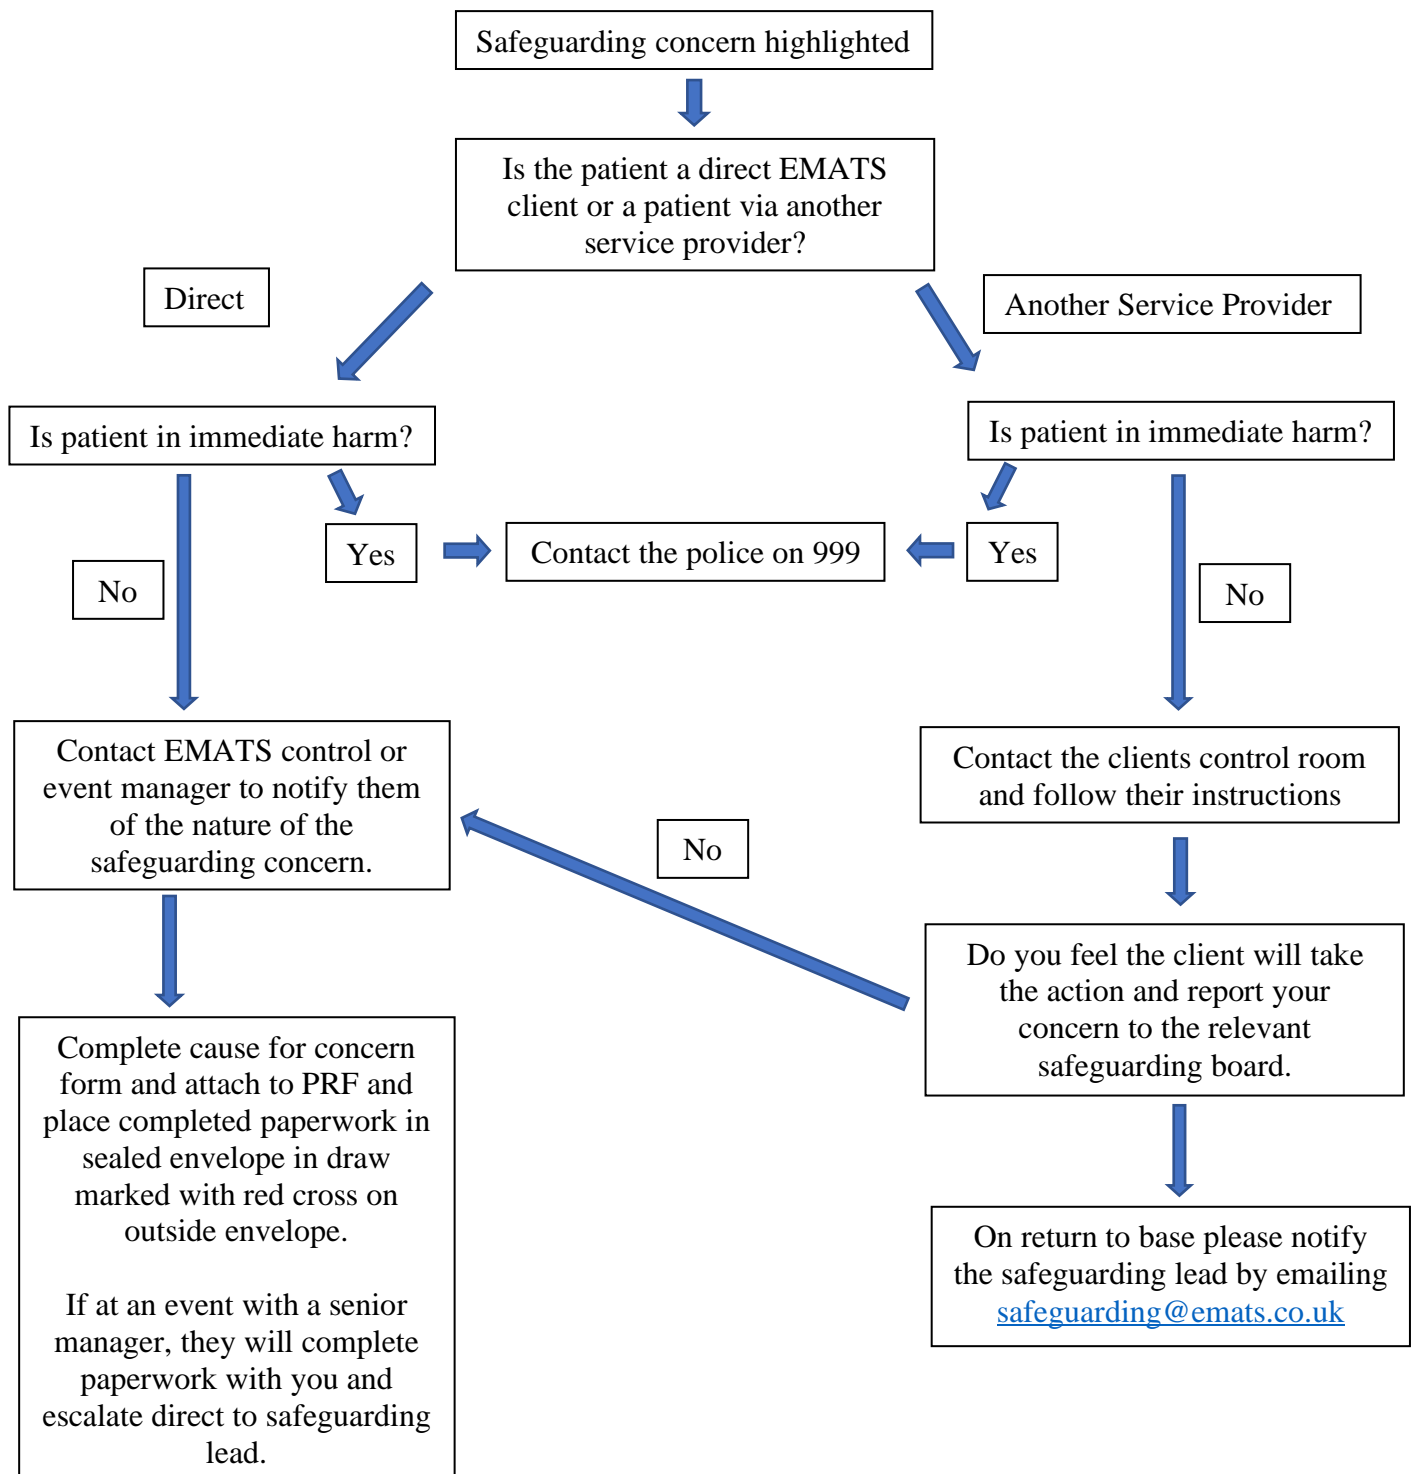 Safeguarding concern highlighted
Is the patient a direct EMATS
client or a patient via another
service provider?
Direct
Another Service Provider
Is patient in immediate harm?
Is patient in immediate harm?
Yes
Contact the police on 999
Yes
No
No
Contact EMATS control or
event manager to notify them
of the nature of the
safeguarding concern.
Contact the clients control room
and follow their instructions
No
Do you feel the client will take
the action and report your
concern to the relevant
safeguarding board.
Complete cause for concern
form and attach to PRF and
place completed paperwork in
sealed envelope in draw
marked with red cross on
outside envelope.
If at an event with a senior
manager, they will complete
paperwork with you and
escalate direct to safeguarding
lead.
On return to base please notify
the safeguarding lead by emailing
safeguarding@emats.co.uk